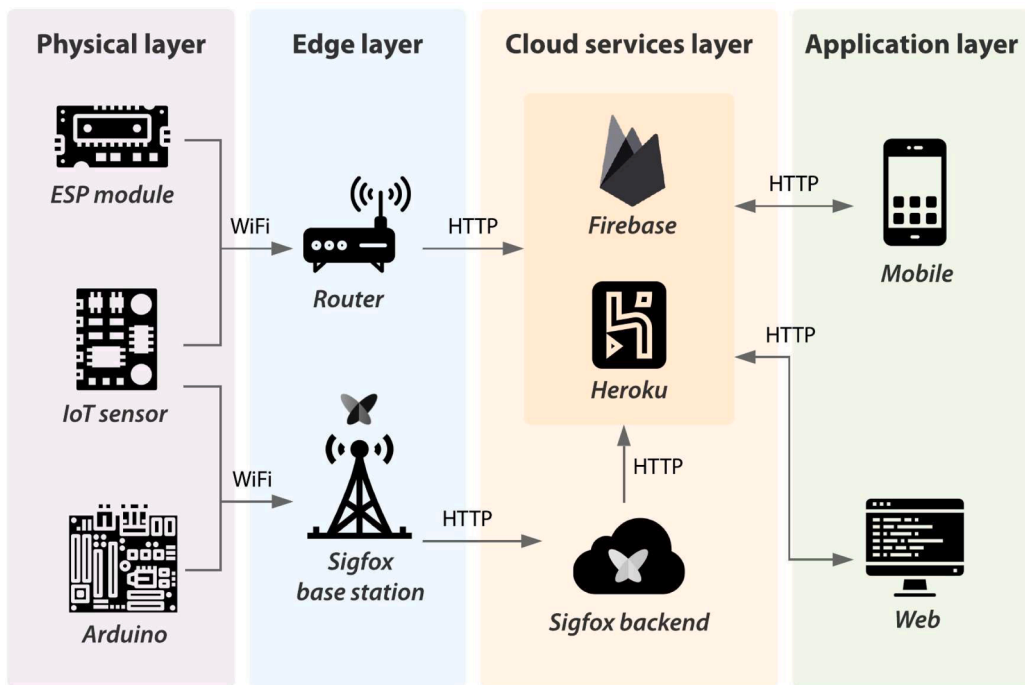 Physical layer
Edge layer
Cloud services layer
Application layer
ESP module
WiFi
Router
HTTP
Firebase
HTTP
Mobile
IoT sensor
Heroku
HTTP
WiFi
Sigfox
base station
HTTP
HTTP
Arduino
Sigfox backend
Web